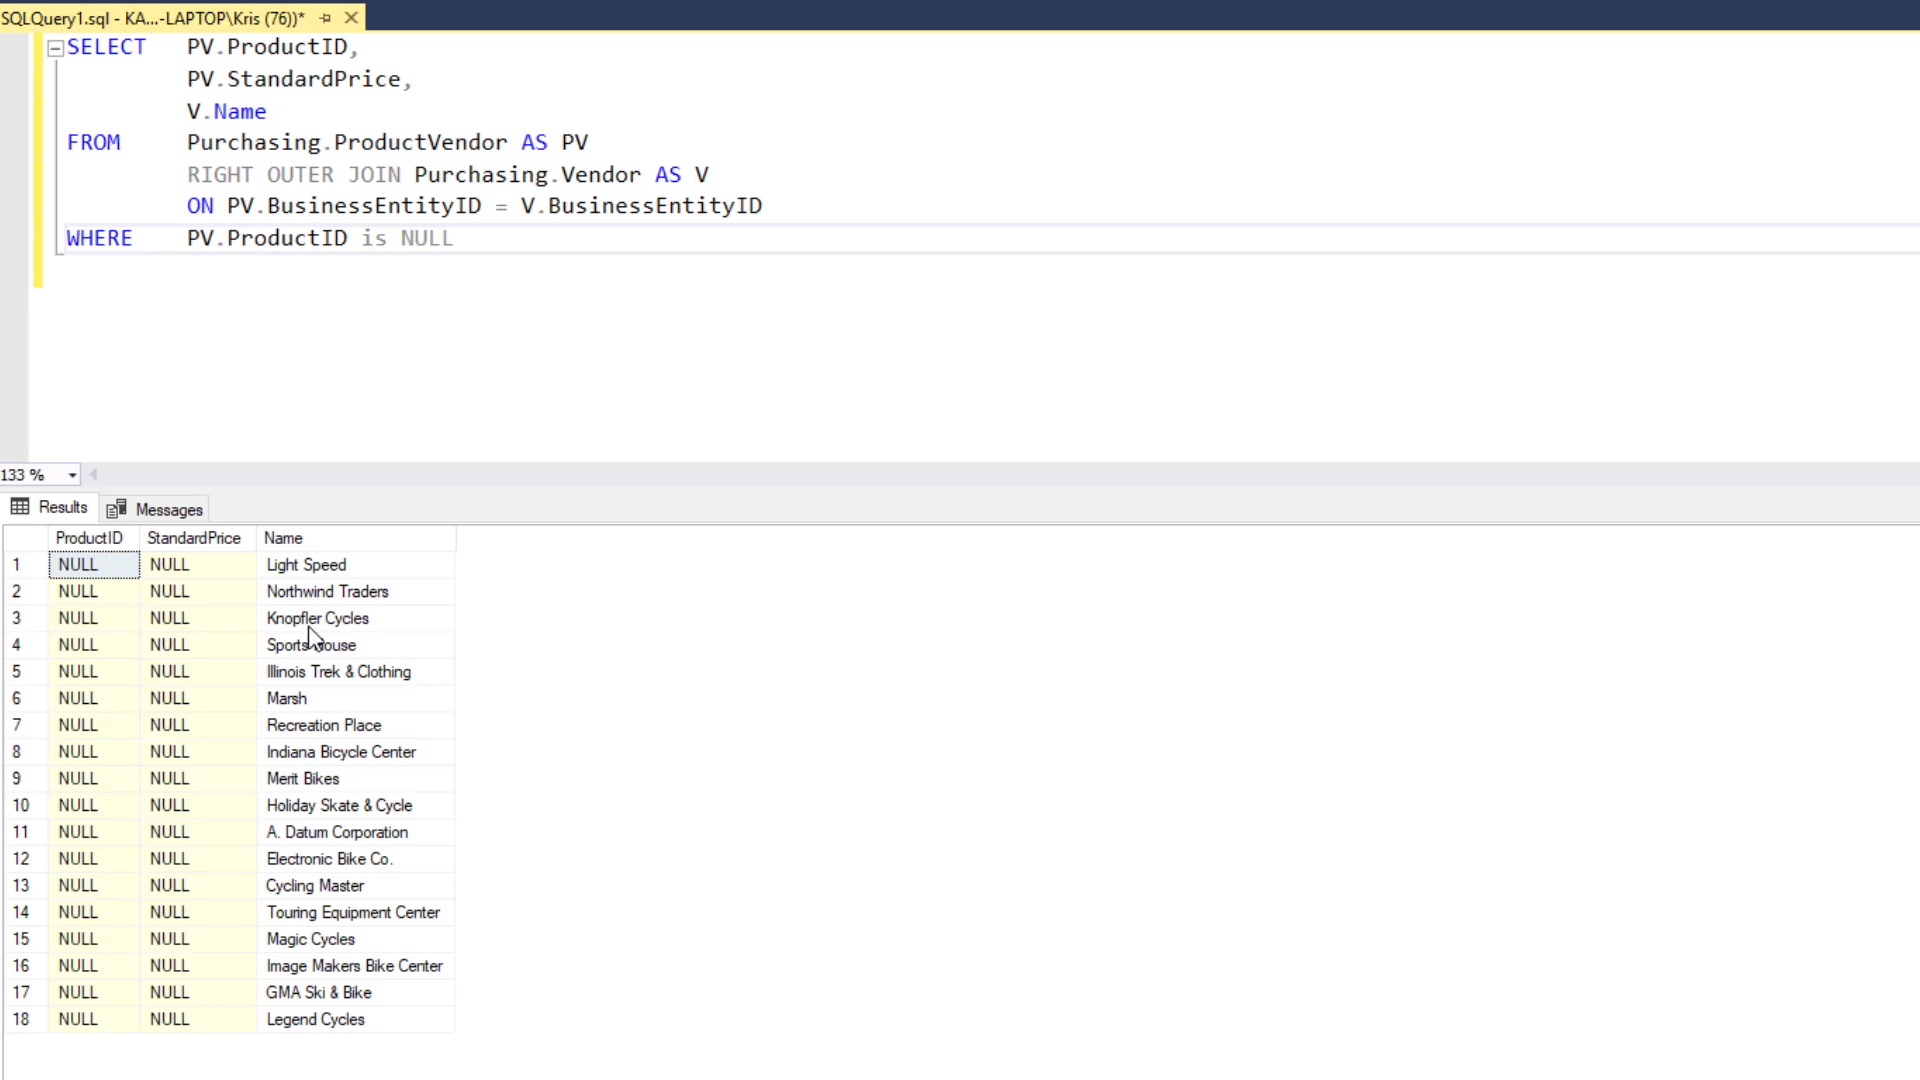 SQLQuery1.sql - KA...-LAPTOP\Kris (76))*
SELECT PV.ProductID,
PV.StandardPrice,
V.Name
FROM Purchasing.ProductVendor AS PV
RIGHT OUTER JOIN Purchasing.Vendor AS V
ON PV.BusinessEntityID = V.BusinessEntityID
WHERE PV.ProductID is NULL
133 %
Results Messages
ProductID StandardPrice Name
1 NULL NULL Light Speed
2 NULL NULL Northwind Traders
3 NULL NULL Knopfler Cycles
4 NULL NULL Sports House
5 NULL NULL Illinois Trek & Clothing
6 NULL NULL Marsh
7 NULL NULL Recreation Place
8 NULL NULL Indiana Bicycle Center
9 NULL NULL Merit Bikes
10 NULL NULL Holiday Skate & Cycle
11 NULL NULL A. Datum Corporation
12 NULL NULL Electronic Bike Co.
13 NULL NULL Cycling Master
14 NULL NULL Touring Equipment Center
15 NULL NULL Magic Cycles
16 NULL NULL Image Makers Bike Center
17 NULL NULL GMA Ski & Bike
18 NULL NULL Legend Cycles